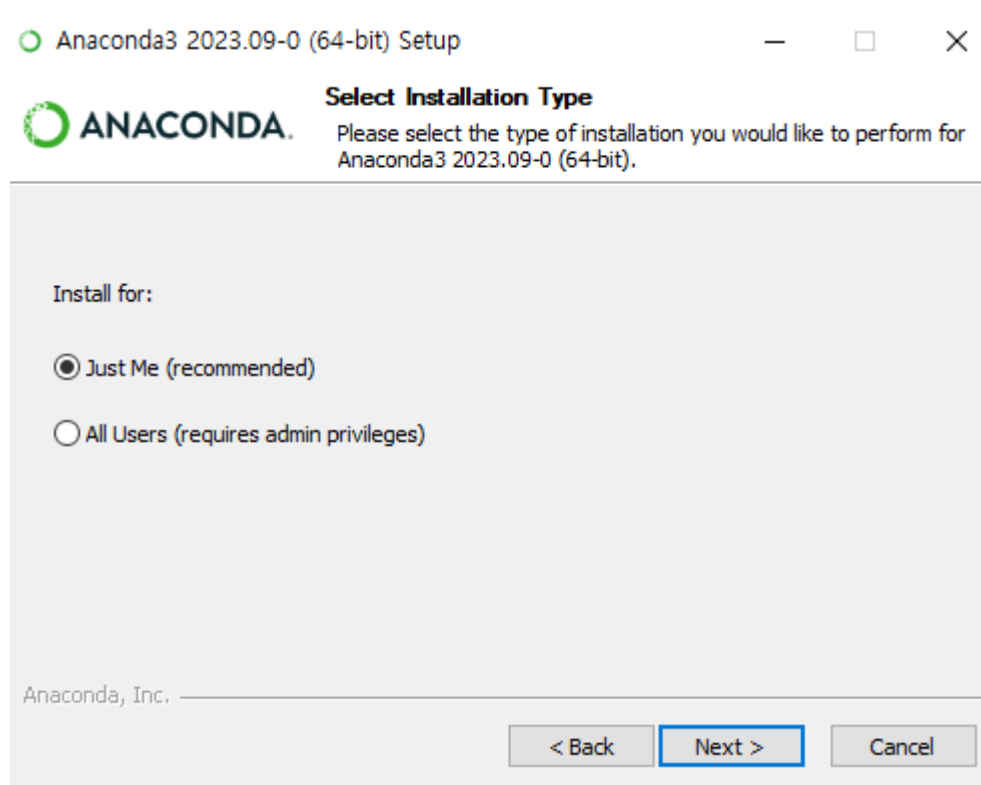 Anaconda3 2023.09-0 (64-bit) Setup
ANACONDA.
Select Installation Type
Please select the type of installation you would like to perform for
Anaconda3 2023.09-0 (64-bit).
Install for:
Just Me (recommended)
All Users (requires admin privileges)
Anaconda, Inc.
< Back
Next >
Cancel